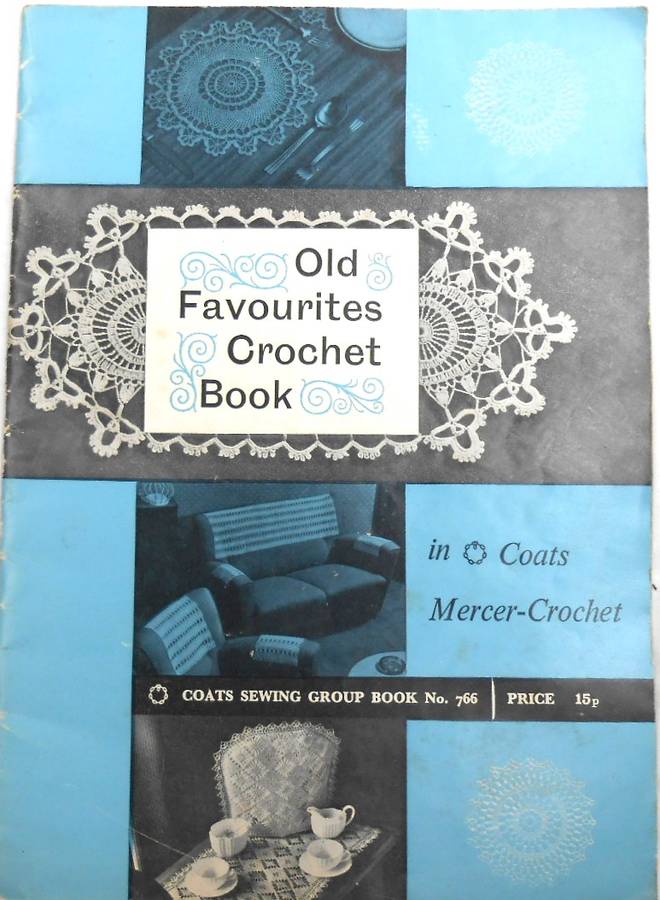 Old
Favourites
Crochet
Book
in Coats
Mercer-Crochet
COATS SEWING GROUP BOOK No. 766 PRICE 15p